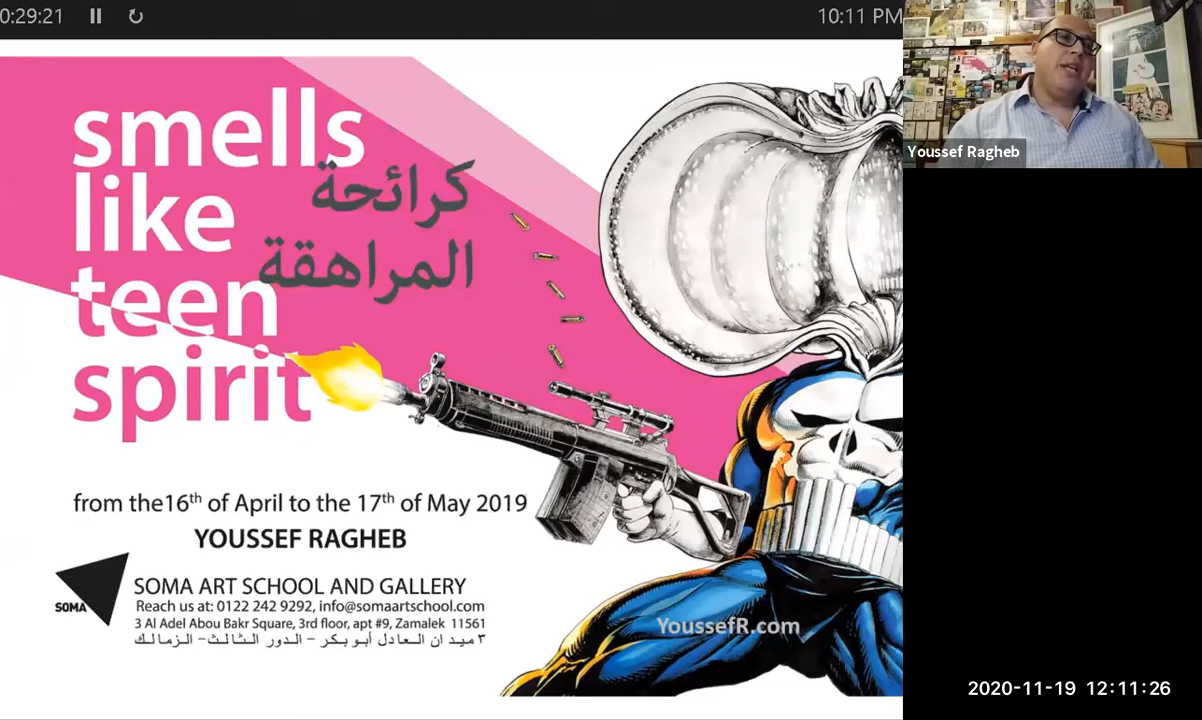 0:29:21
10:11 PM
Youssef Ragheb
smells
like
teen
spirit
كرائحة
المراهقة
from the16th of April to the 17th of May 2019
YOUSSEF RAGHEB
SOMA
SOMA ART SCHOOL AND GALLERY
Reach us at: 0122 242 9292, info@somaartschool.com
3 Al Adel Abou Bakr Square, 3rd floor, apt #9, Zamalek 11561
٣ ميدان العادل أبوبكر – الدور الثالث – الزمالك
YoussefR.com
2020-11-19 12:11:26